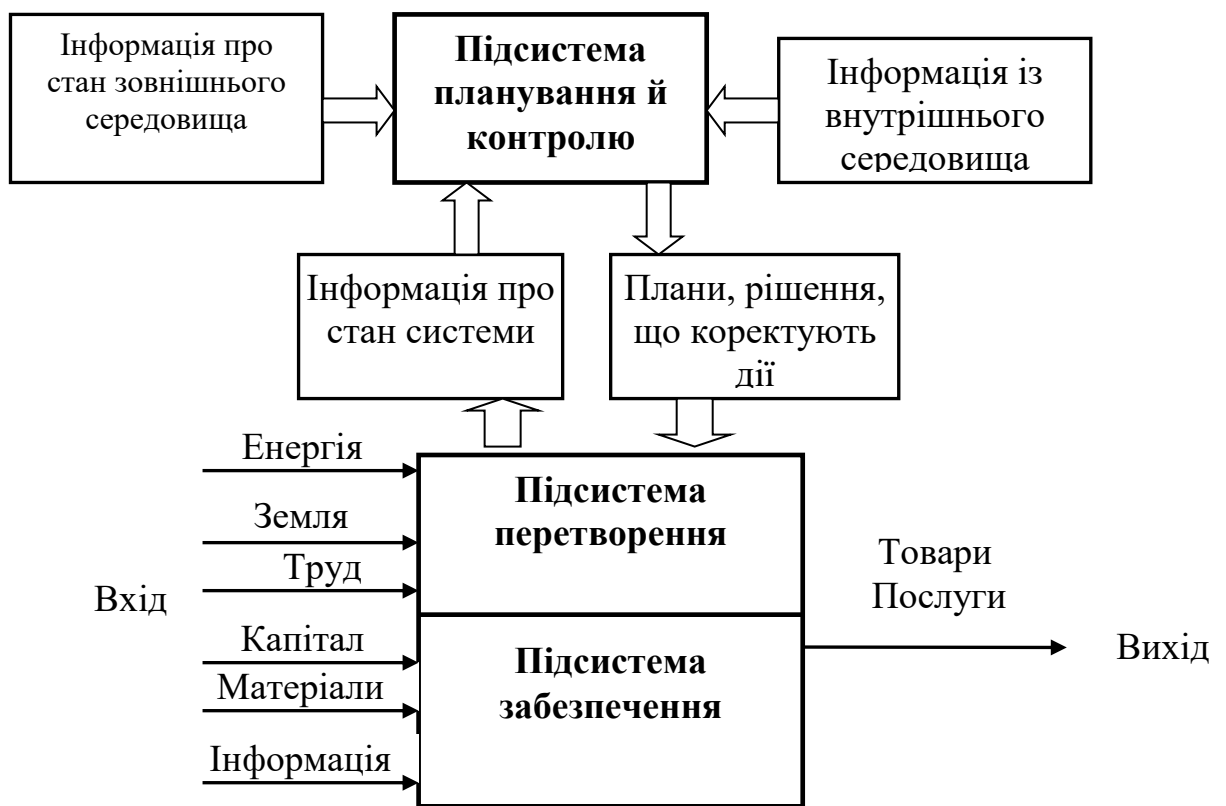 Інформація про
стан зовнішнього
середовища
Підсистема
планування й
контролю
Інформація із
внутрішнього
середовища
Інформація про
стан системи
Плани, рішення,
що коректують
дії
Енергія
Земля
Труд
Вхід
Капітал
Матеріали
Інформація
Підсистема
перетворення
Підсистема
забезпечення
Товари
Послуги
Вихід